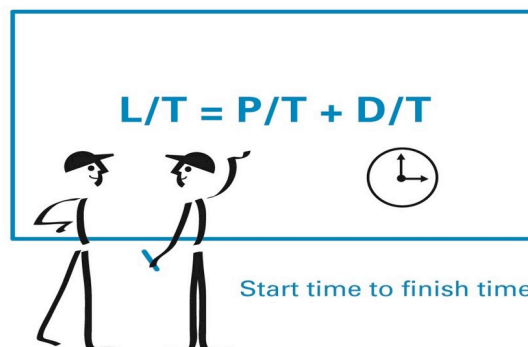 L/T = P/T + D/T
Start time to finish time